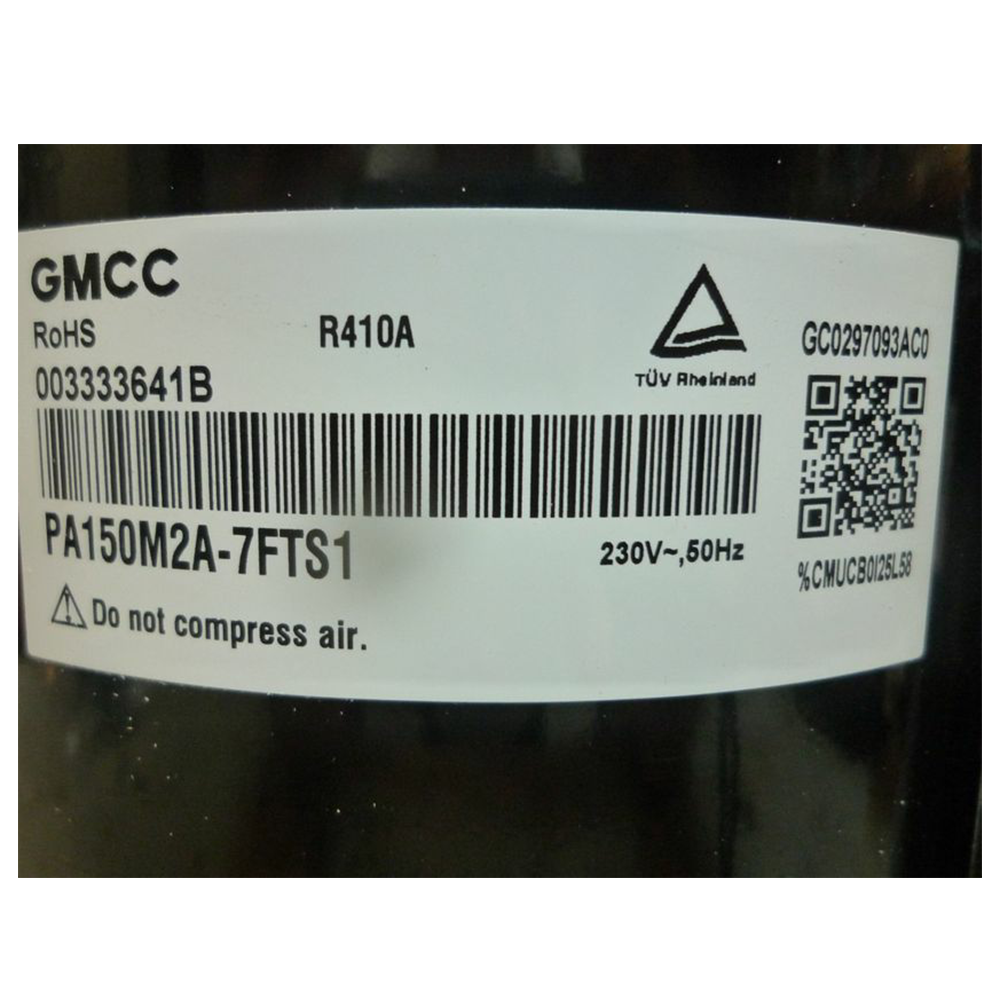 GMCC
RoHS
R410A
TÜV Rheinland
GC0297093AC0
003333641B
PA150M2A-7FTS1
230V~,50Hz
%CMUCB0I25L58
Do not compress air.